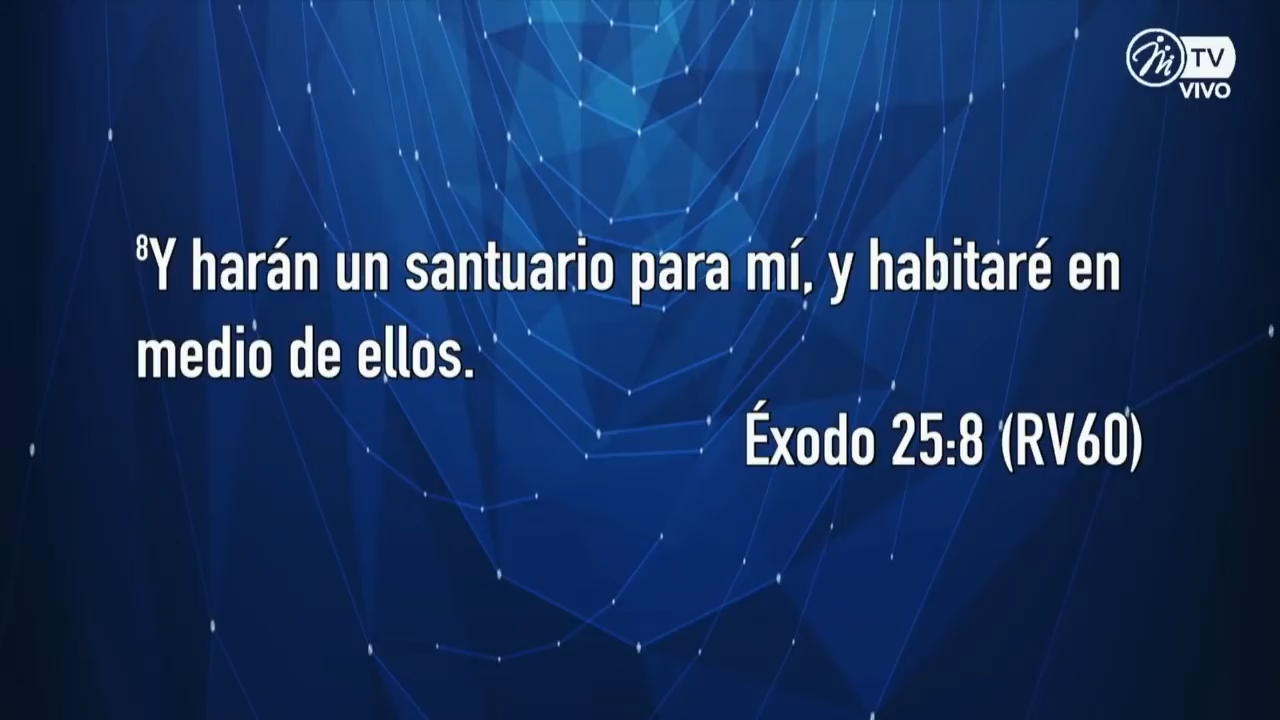 TV
VIVO
⁸Y harán un santuario para mí, y habitaré en
medio de ellos.
Éxodo 25:8 (RV60)